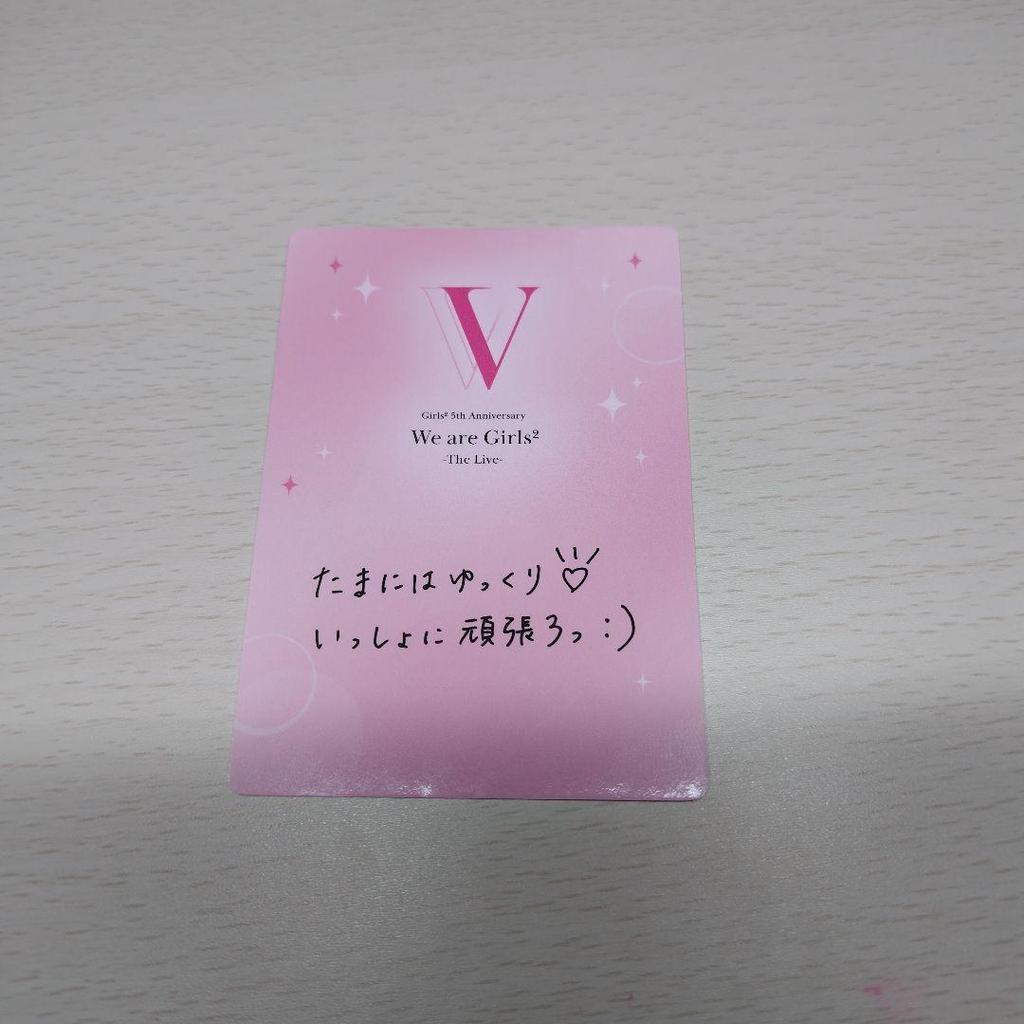 V
Girls² 5th Anniversary
We are Girls²
-The Live-
たまにはゆっくり♡
いっしょに頑張ろっ:)